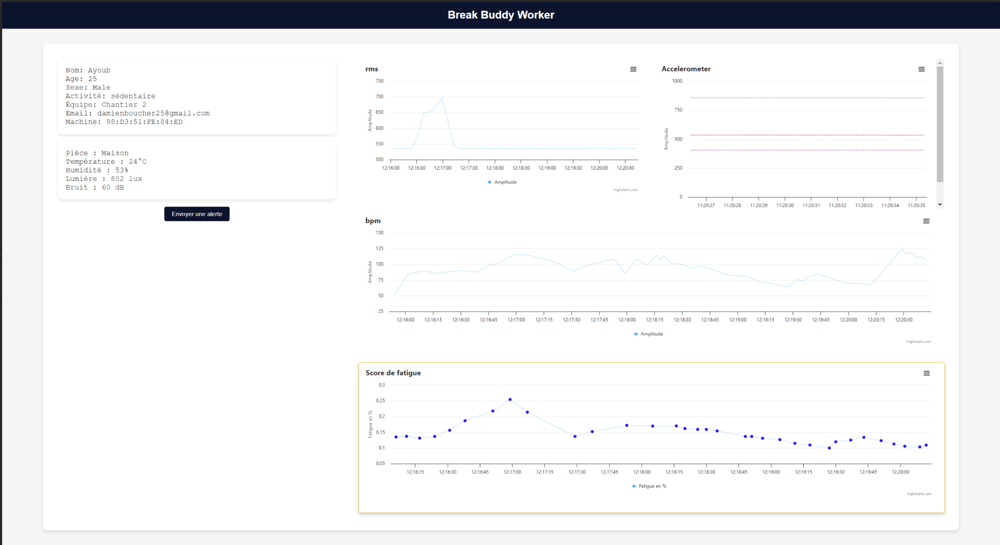 Break Buddy Worker
Nom: Ayoub
Age: 25
Sexe: Male
Activité: sédentaire
Équipe: Chantier 2
Email: damienboucher25@gmail.com
Machine: 98:D3:51:FE:84:ED
Pièce : Maison
Température : 24°C
Humidité : 53%
Lumière : 802 lux
Bruit : 60 dB
Envoyer une alerte
rms
Amplitude
750
700
650
600
550
500
12:16:00 12:16:30 12:17:00 12:17:30 12:18:00 12:18:30 12:19:00 12:19:30 12:20:00 12:20:30
Amplitude
Highcharts.com
Accelerometer
Amplitude
1000
750
500
250
0
11:20:27 11:20:28 11:20:29 11:20:30 11:20:31 11:20:32 11:20:33 11:20:34 11:20:35
bpm
Amplitude
150
125
100
75
50
25
12:16:00 12:16:15 12:16:30 12:16:45 12:17:00 12:17:15 12:17:30 12:17:45 12:18:00 12:18:15 12:18:30 12:18:45 12:19:00 12:19:15 12:19:30 12:19:45 12:20:00 12:20:15 12:20:30
Amplitude
Highcharts.com
Score de fatigue
Fatigue en %
0,3
0,25
0,2
0,15
0,1
0,05
12:16:15 12:16:30 12:16:45 12:17:00 12:17:15 12:17:30 12:17:45 12:18:00 12:18:15 12:18:30 12:18:45 12:19:00 12:19:15 12:19:30 12:19:45 12:20:00
Fatigue en %
Highcharts.com